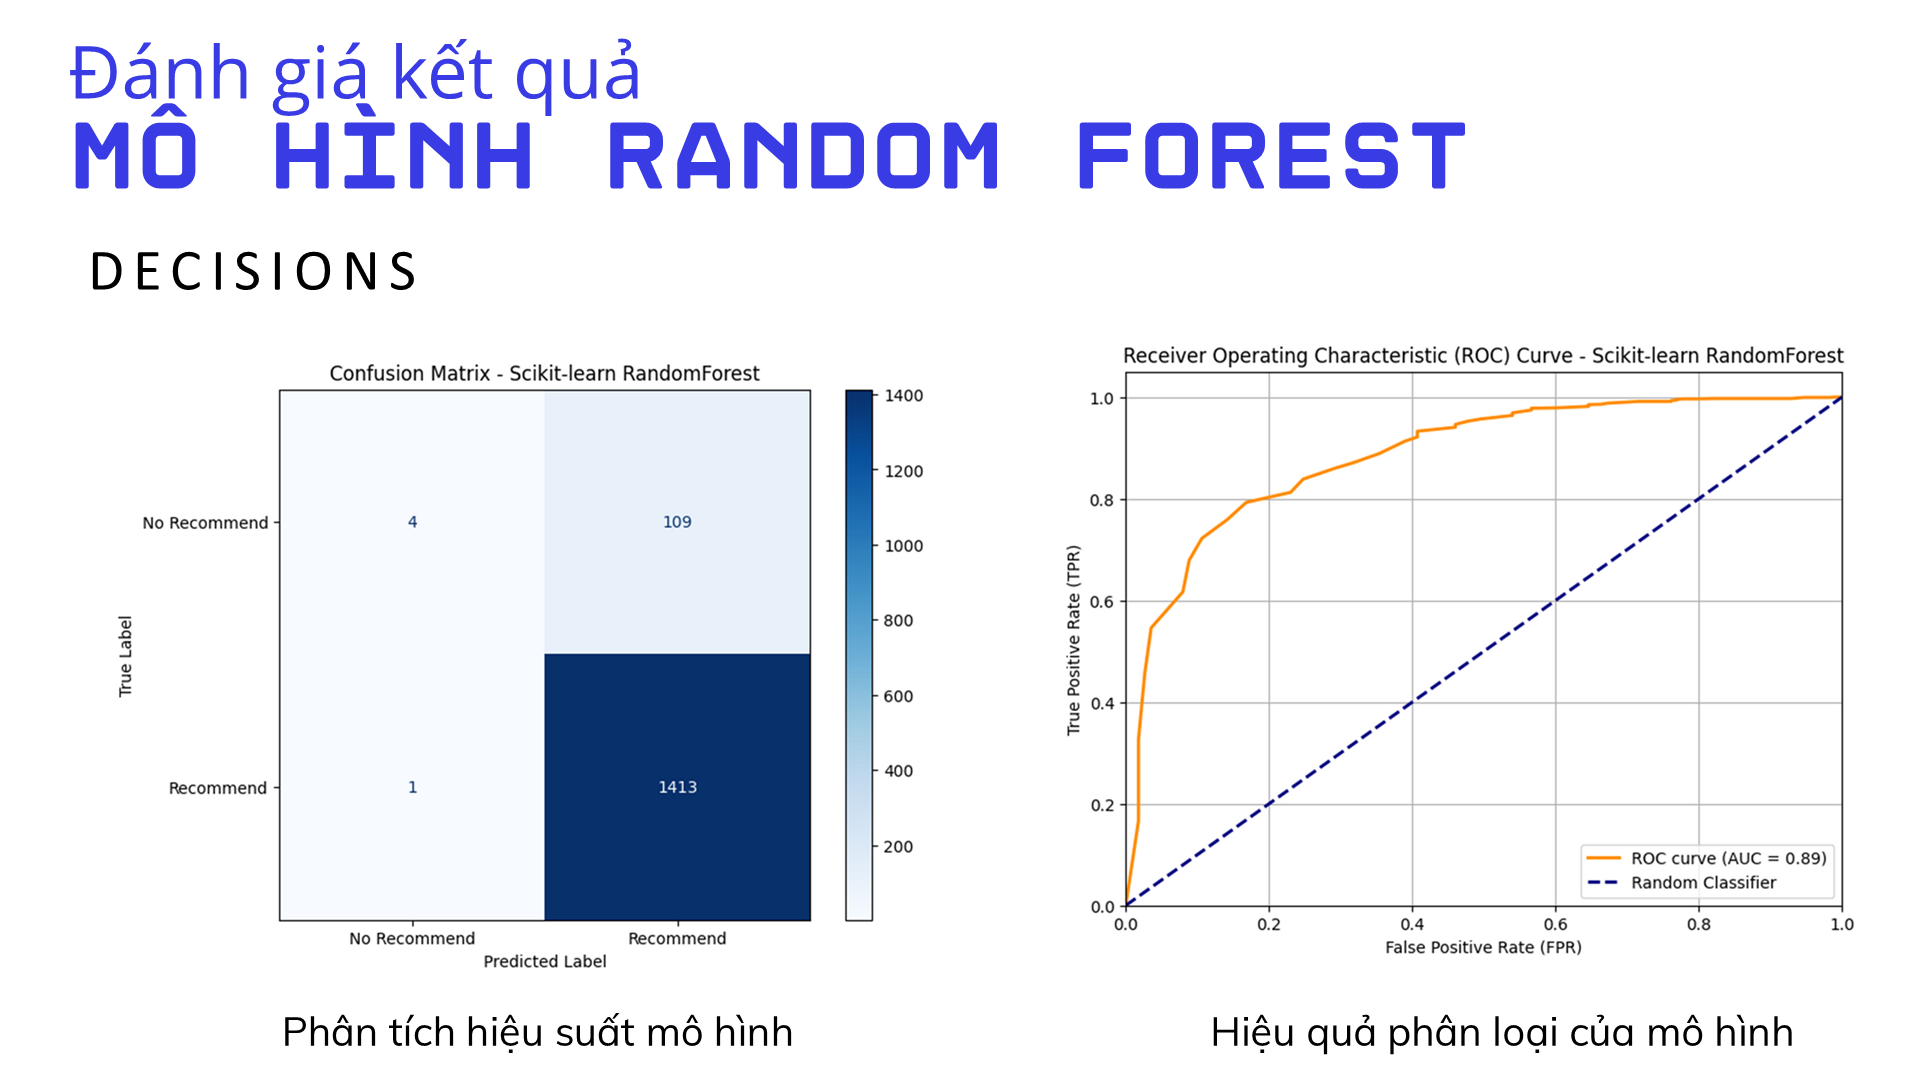 Đánh giá kết quả
MÔ HÌNH RANDOM FOREST
DECISIONS
Confusion Matrix - Scikit-learn RandomForest
True Label
No Recommend
Recommend
4
109
1
1413
No Recommend
Recommend
Predicted Label
1400
1200
1000
800
600
400
200
Phân tích hiệu suất mô hình
Receiver Operating Characteristic (ROC) Curve - Scikit-learn RandomForest
True Positive Rate (TPR)
1.0
0.8
0.6
0.4
0.2
0.0
ROC curve (AUC = 0.89)
Random Classifier
0.0
0.2
0.4
0.6
0.8
1.0
False Positive Rate (FPR)
Hiệu quả phân loại của mô hình